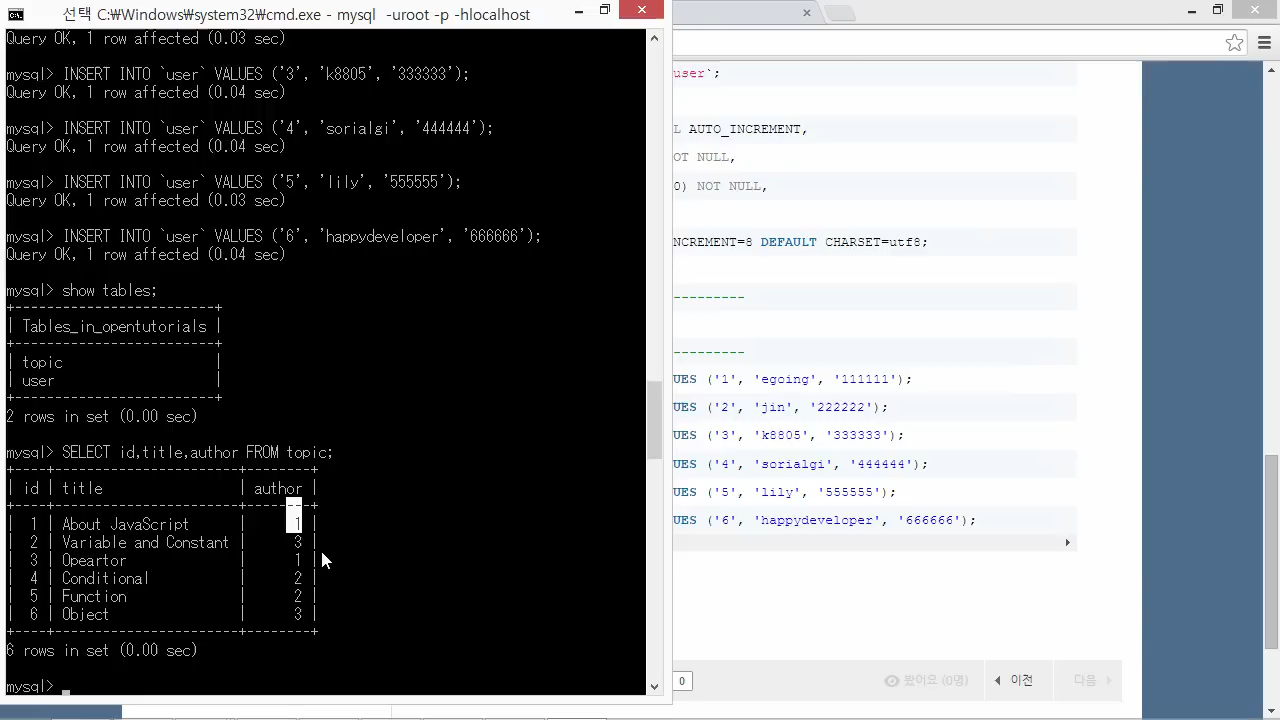 선택 C:\Windows\system32\cmd.exe - mysql  -uroot -p -hlocalhost
Query OK, 1 row affected (0.03 sec)
mysql> INSERT INTO `user` VALUES ('3', 'k8805', '333333');
Query OK, 1 row affected (0.04 sec)
mysql> INSERT INTO `user` VALUES ('4', 'sorialgi', '444444');
Query OK, 1 row affected (0.04 sec)
mysql> INSERT INTO `user` VALUES ('5', 'lily', '555555');
Query OK, 1 row affected (0.03 sec)
mysql> INSERT INTO `user` VALUES ('6', 'happydeveloper', '666666');
Query OK, 1 row affected (0.04 sec)
mysql> show tables;
+-------------------------+
| Tables_in_opentutorials |
+-------------------------+
| topic                   |
| user                    |
+-------------------------+
2 rows in set (0.00 sec)
mysql> SELECT id,title,author FROM topic;
+----+-----------------------+--------+
| id | title                 | author |
+----+-----------------------+--------+
|  1 | About JavaScript      |      1 |
|  2 | Variable and Constant |      3 |
|  3 | Opeartor              |      1 |
|  4 | Conditional           |      2 |
|  5 | Function              |      2 |
|  6 | Object                |      3 |
+----+-----------------------+--------+
6 rows in set (0.00 sec)
mysql>
user`;
L AUTO_INCREMENT,
OT NULL,
0) NOT NULL,
NCREMENT=8 DEFAULT CHARSET=utf8;
---------
---------
UES ('1', 'egoing', '111111');
UES ('2', 'jin', '222222');
UES ('3', 'k8805', '333333');
UES ('4', 'sorialgi', '444444');
UES ('5', 'lily', '555555');
UES ('6', 'happydeveloper', '666666');
0
봤어요 (0명)
이전
다음